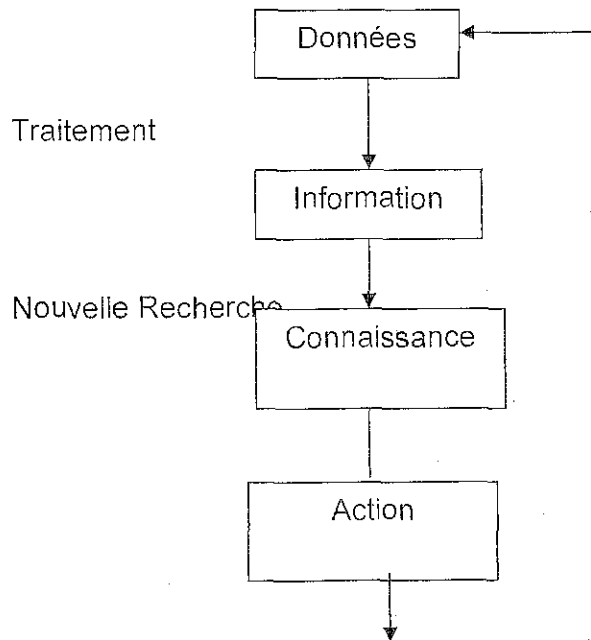 Données
Traitement
Information
Nouvelle Recherche
Connaissance
Action